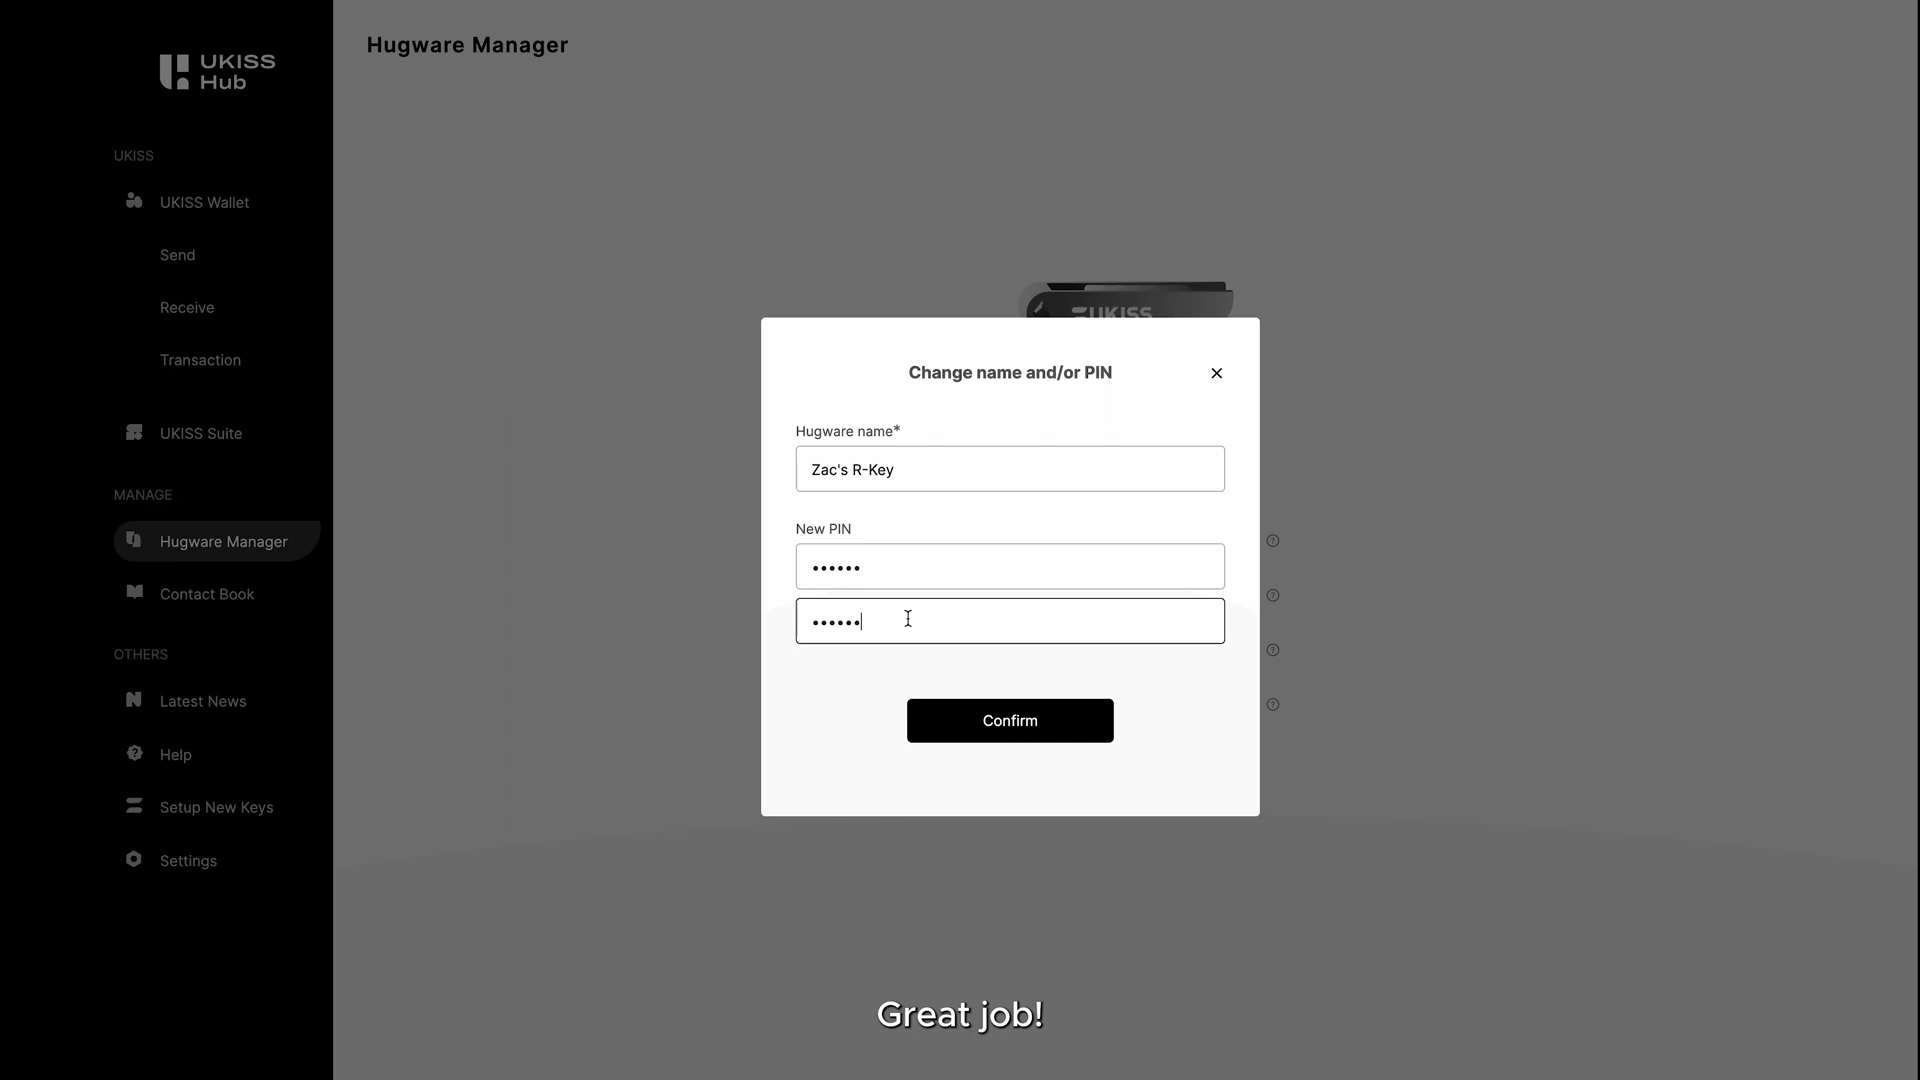 UKISS
Hub
UKISS
UKISS Wallet
Send
Receive
Transaction
UKISS Suite
MANAGE
Hugware Manager
Contact Book
OTHERS
Latest News
Help
Setup New Keys
Settings
Hugware Manager
UKISS
Change name and/or PIN
Hugware name*
Zac's R-Key
New PIN
••••••
••••••
Confirm
Great job!